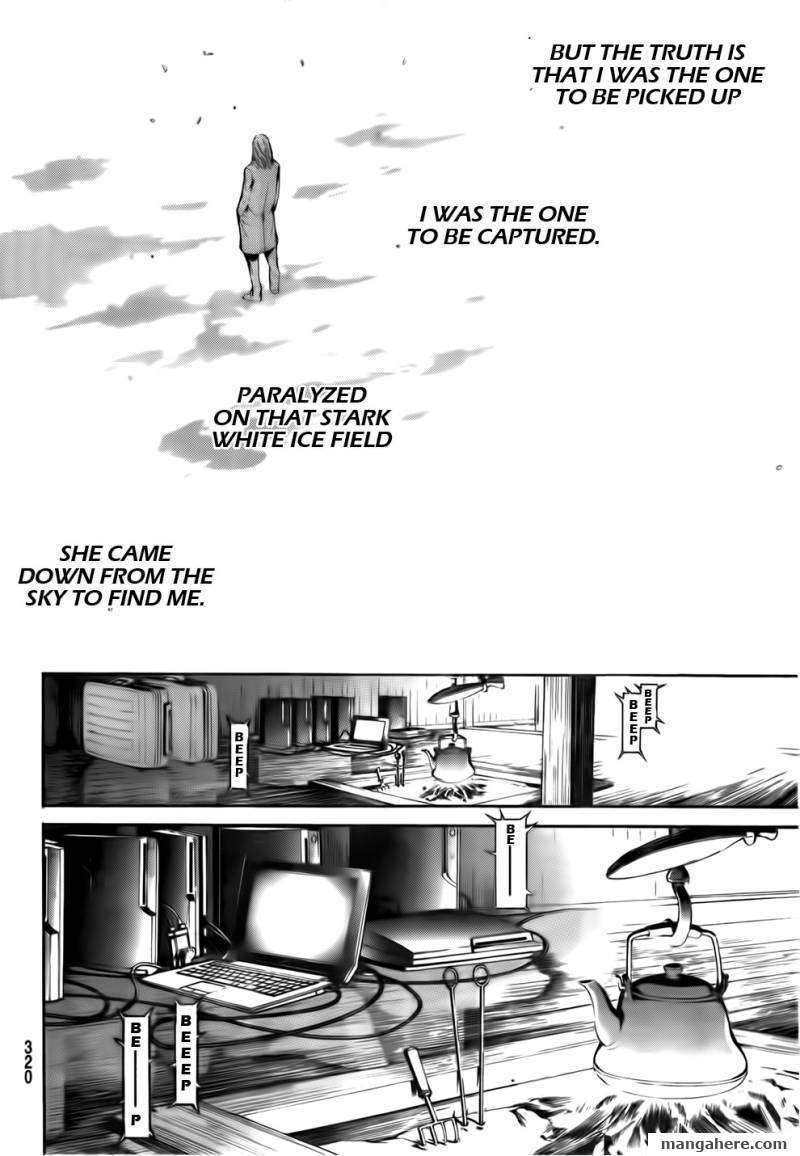 BUT THE TRUTH IS
THAT I WAS THE ONE
TO BE PICKED UP
I WAS THE ONE
TO BE CAPTURED.
PARALYZED
ON THAT STARK
WHITE ICE FIELD
SHE CAME
DOWN FROM THE
SKY TO FIND ME.
BEEP
BEEP
BEEP
BE—
BEEEP
BE—P
320
mangahere.com